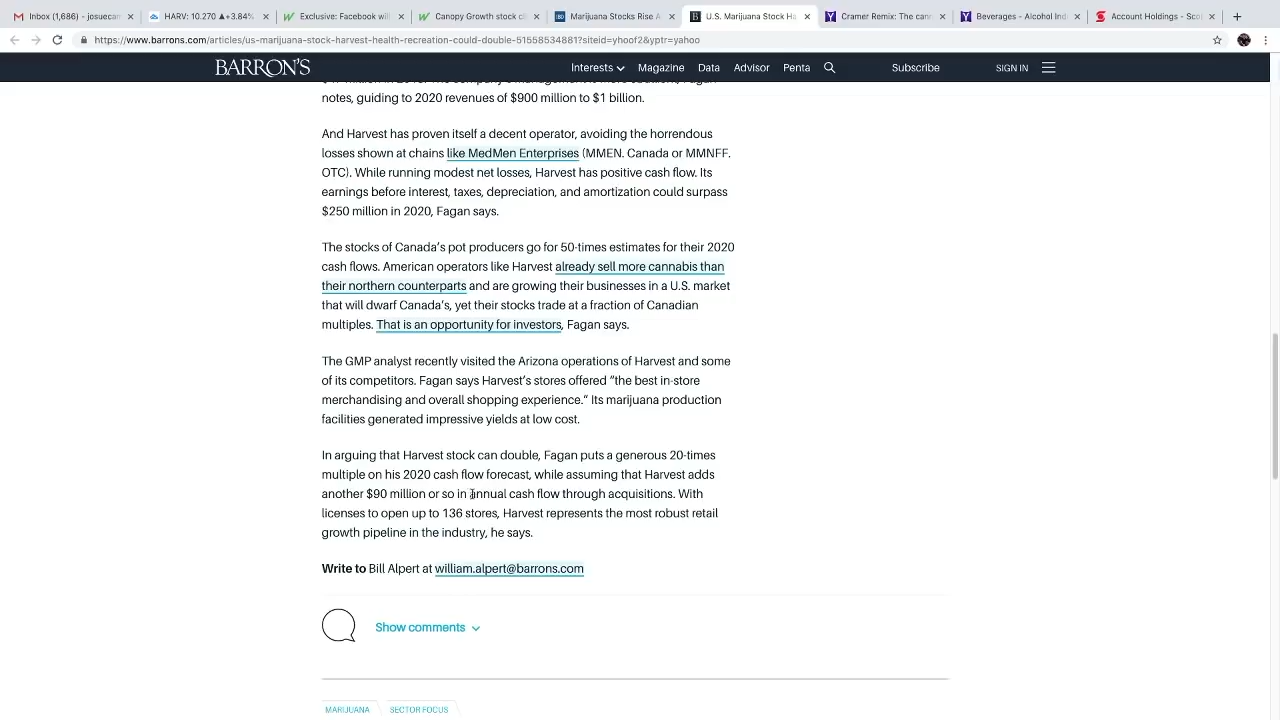 Inbox (1,686) - josuecar
HARV: 10.270 ▲+3.84%
Exclusive: Facebook will
Canopy Growth stock cl
Marijuana Stocks Rise A
U.S. Marijuana Stock Ha
Cramer Remix: The cann
Beverages - Alcohol Ind
Account Holdings - Scot
https://www.barrons.com/articles/us-marijuana-stock-harvest-health-recreation-could-double-51558534881?siteid=yhoof2&yptr=yahoo
BARRON'S
Interests
Magazine
Data
Advisor
Penta
Subscribe
SIGN IN
notes, guiding to 2020 revenues of $900 million to $1 billion.
And Harvest has proven itself a decent operator, avoiding the horrendous
losses shown at chains like MedMen Enterprises (MMEN. Canada or MMNFF.
OTC). While running modest net losses, Harvest has positive cash flow. Its
earnings before interest, taxes, depreciation, and amortization could surpass
$250 million in 2020, Fagan says.
The stocks of Canada's pot producers go for 50-times estimates for their 2020
cash flows. American operators like Harvest already sell more cannabis than
their northern counterparts and are growing their businesses in a U.S. market
that will dwarf Canada's, yet their stocks trade at a fraction of Canadian
multiples. That is an opportunity for investors, Fagan says.
The GMP analyst recently visited the Arizona operations of Harvest and some
of its competitors. Fagan says Harvest's stores offered "the best in-store
merchandising and overall shopping experience." Its marijuana production
facilities generated impressive yields at low cost.
In arguing that Harvest stock can double, Fagan puts a generous 20-times
multiple on his 2020 cash flow forecast, while assuming that Harvest adds
another $90 million or so in annual cash flow through acquisitions. With
licenses to open up to 136 stores, Harvest represents the most robust retail
growth pipeline in the industry, he says.
Write to Bill Alpert at william.alpert@barrons.com
Show comments
MARIJUANA
SECTOR FOCUS